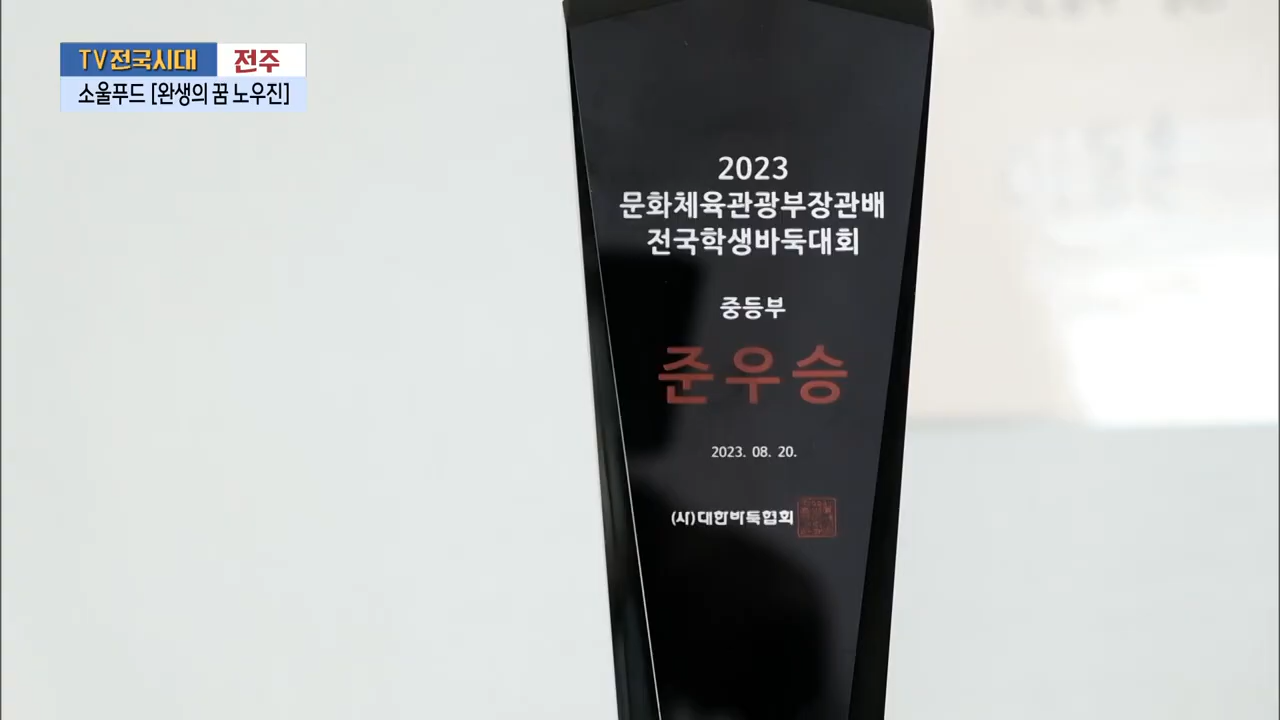 TV전국시대 전주
소울푸드 [완생의 꿈 노우진]
2023
문화체육관광부장관배
전국학생바둑대회
중등부
준우승
2023. 08. 20.
(사)대한바둑협회